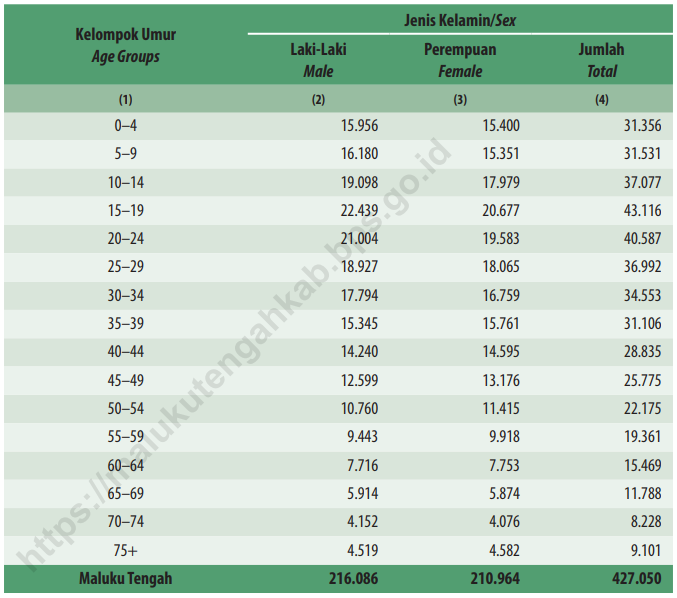 Kelompok Umur
Age Groups
Jenis Kelamin/Sex
Laki-Laki
Male
Perempuan
Female
Jumlah
Total
(1) (2) (3) (4)
0–4 15.956 15.400 31.356
5–9 16.180 15.351 31.531
10–14 19.098 17.979 37.077
15–19 22.439 20.677 43.116
20–24 21.004 19.583 40.587
25–29 18.927 18.065 36.992
30–34 17.794 16.759 34.553
35–39 15.345 15.761 31.106
40–44 14.240 14.595 28.835
45–49 12.599 13.176 25.775
50–54 10.760 11.415 22.175
55–59 9.443 9.918 19.361
60–64 7.716 7.753 15.469
65–69 5.914 5.874 11.788
70–74 4.152 4.076 8.228
75+ 4.519 4.582 9.101
Maluku Tengah 216.086 210.964 427.050
https://malukutengahkab.bps.go.id